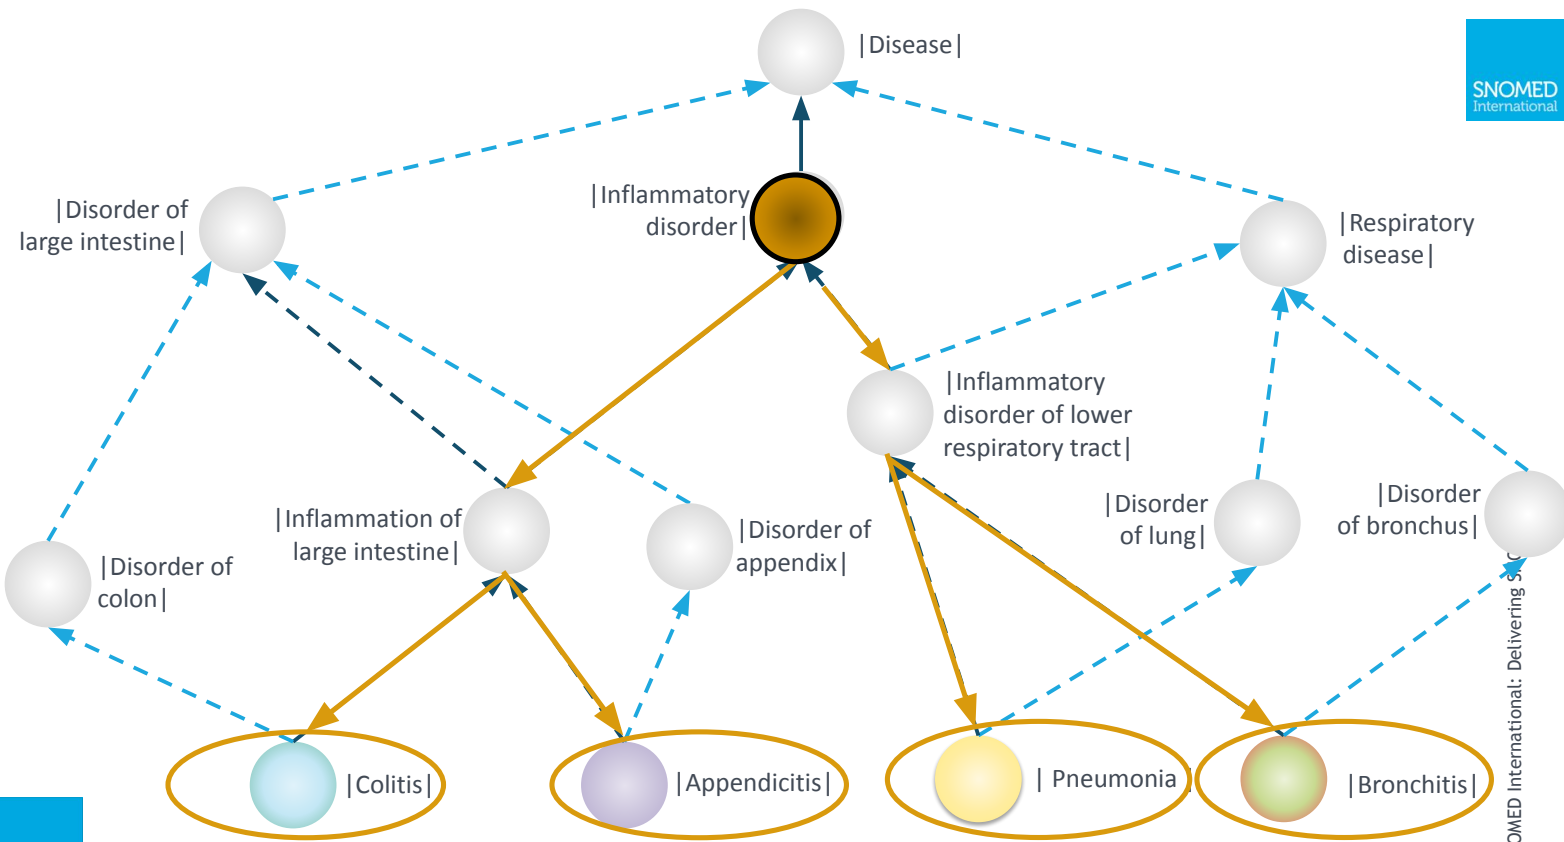 |Disease|
SNOMED
International
|Inflammatory
disorder|
|Disorder of
large intestine|
|Respiratory
disease|
|Inflammatory
disorder of lower
respiratory tract|
|Inflammation of
large intestine|
|Disorder of
appendix|
|Disorder
of lung|
|Disorder
of bronchus|
|Disorder of
colon|
|Colitis|
|Appendicitis|
| Pneumonia |
|Bronchitis|
OMED International: Delivering